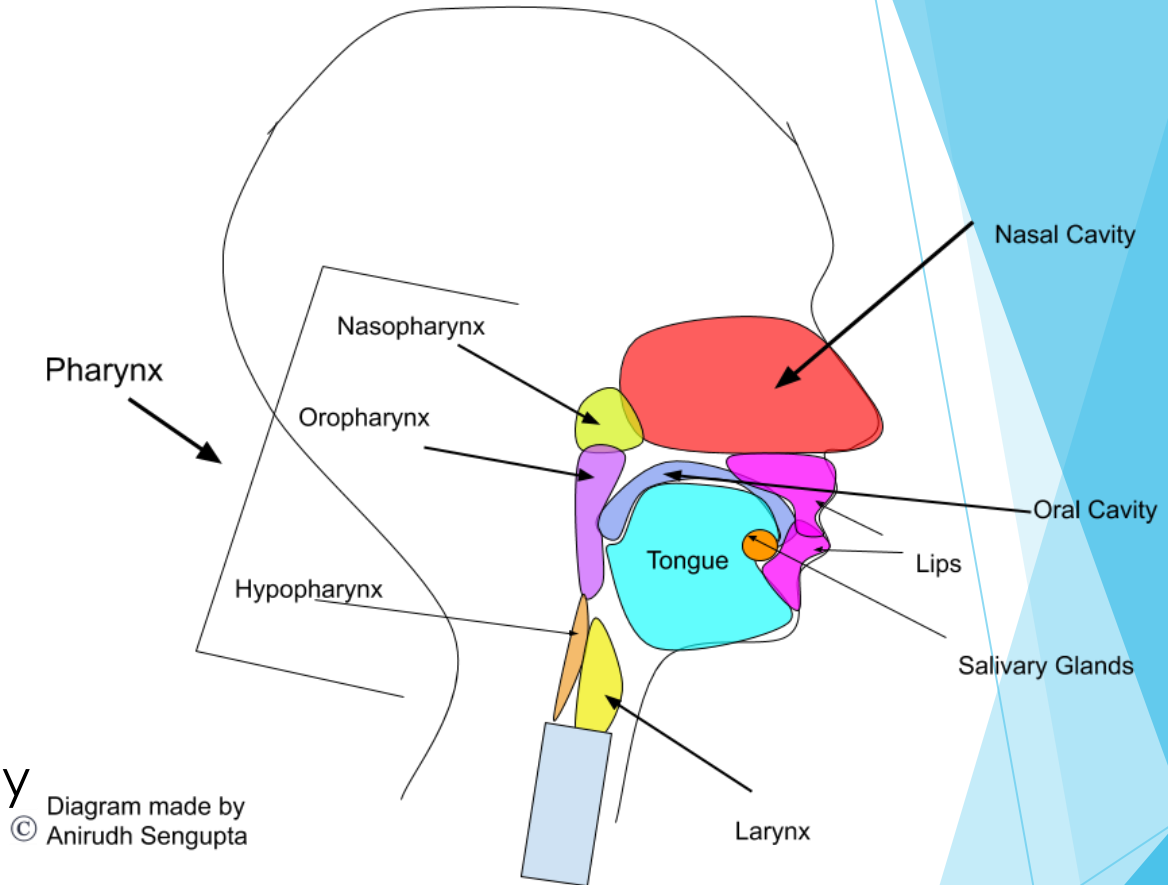 Nasal Cavity
Nasopharynx
Pharynx
Oropharynx
Oral Cavity
Tongue
Lips
Hypopharynx
Salivary Glands
y
Diagram made by
© Anirudh Sengupta
Larynx